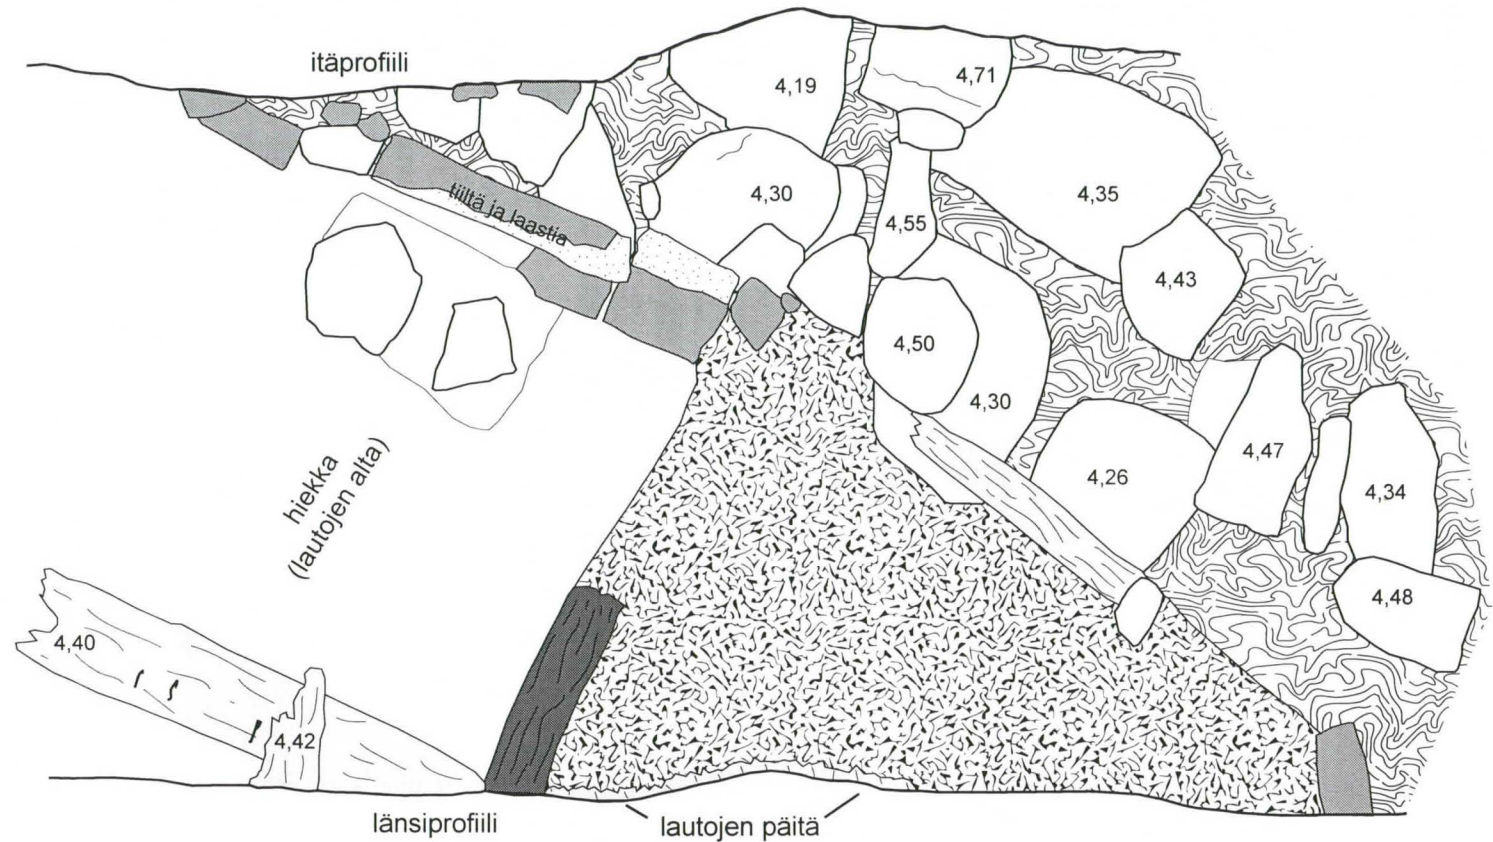 itäprofiili
4,19
4,71
4,30
4,35
tiiltä ja laastia
4,55
4,43
4,50
4,30
hiekka
(lautojen alta)
4,26
4,47
4,34
4,48
4,40
4,42
länsiprofiili
lautojen päitä